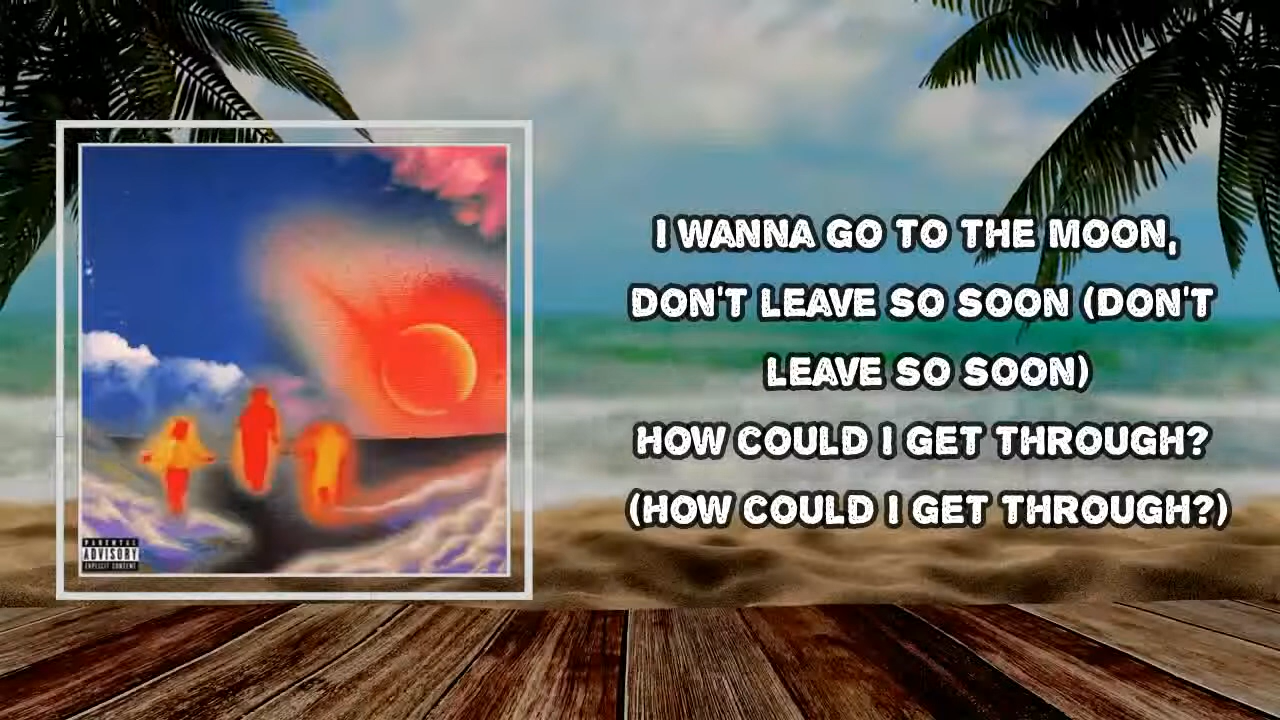 I WANNA GO TO THE MOON,
DON'T LEAVE SO SOON (DON'T
LEAVE SO SOON)
HOW COULD I GET THROUGH?
(HOW COULD I GET THROUGH?)
PARENTAL
ADVISORY
EXPLICIT CONTENT